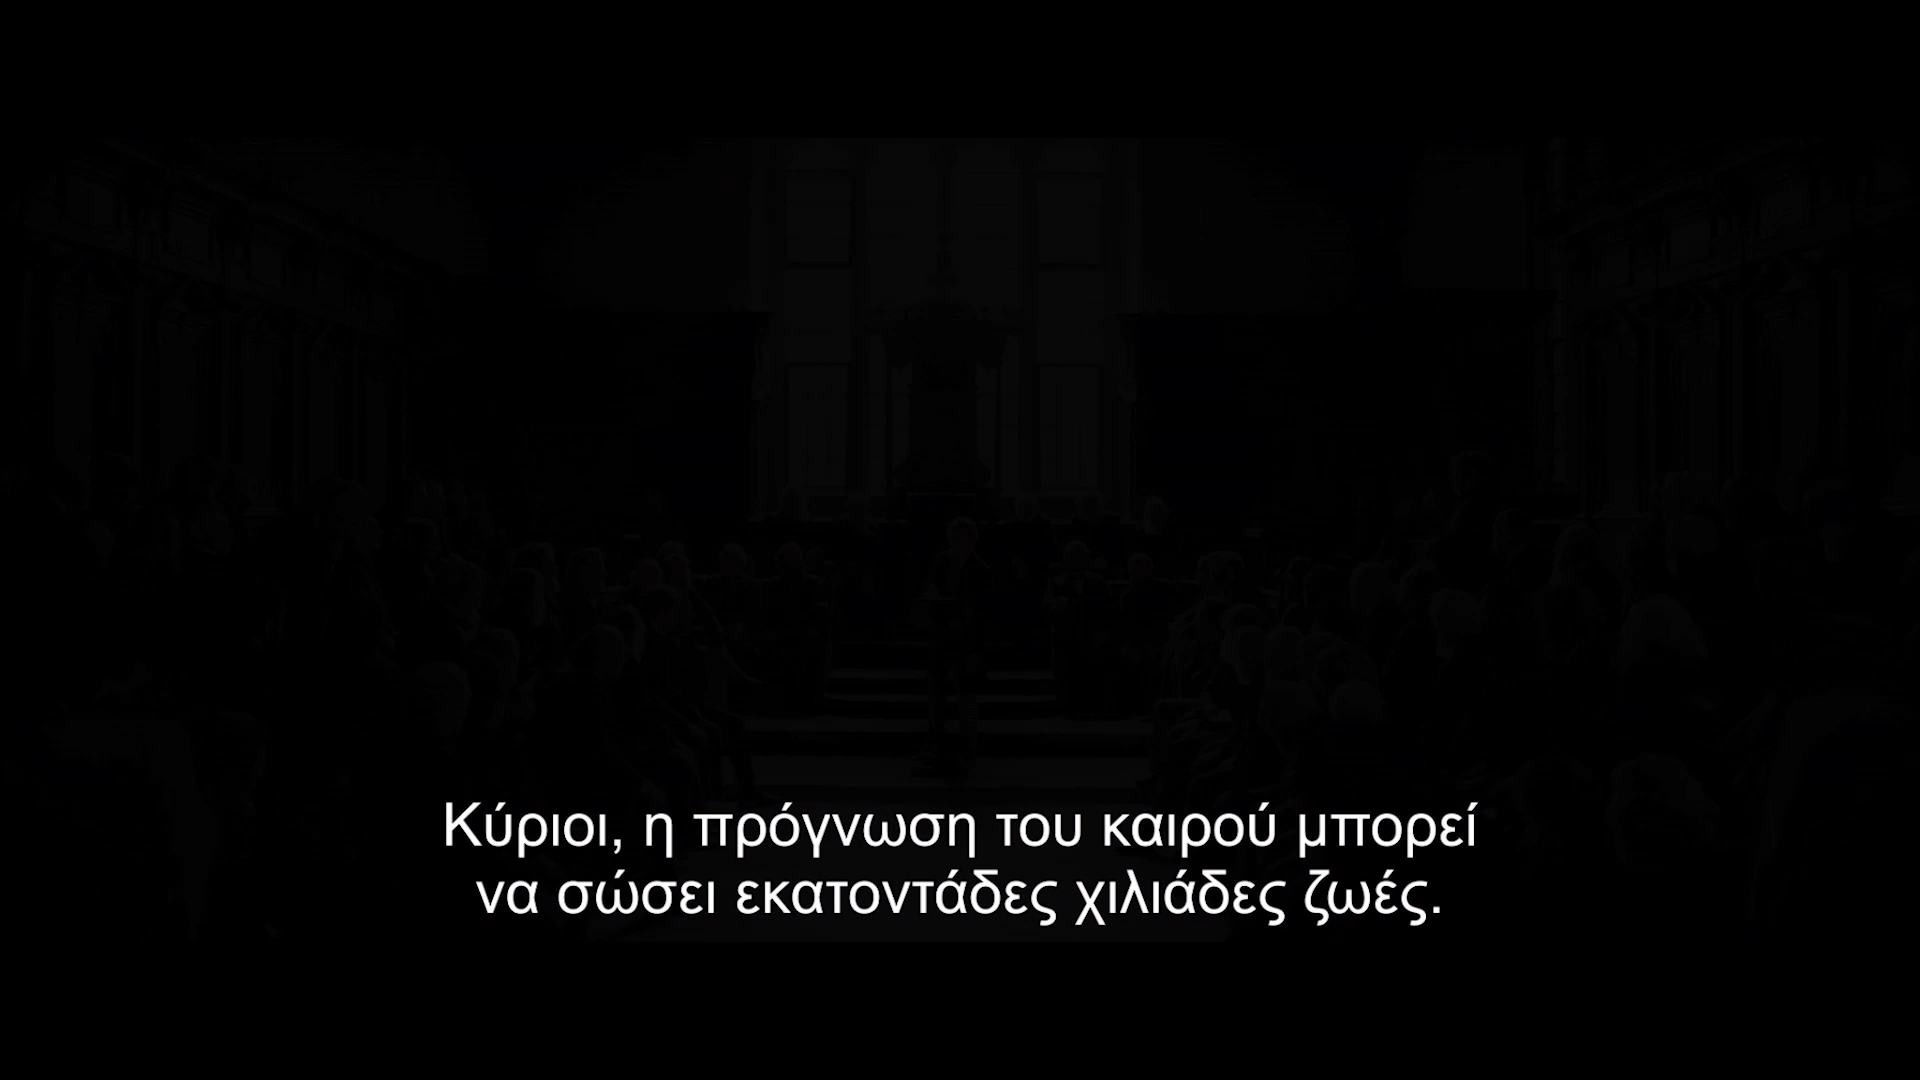 Κύριοι, η πρόγνωση του καιρού μπορεί
να σώσει εκατοντάδες χιλιάδες ζωές.